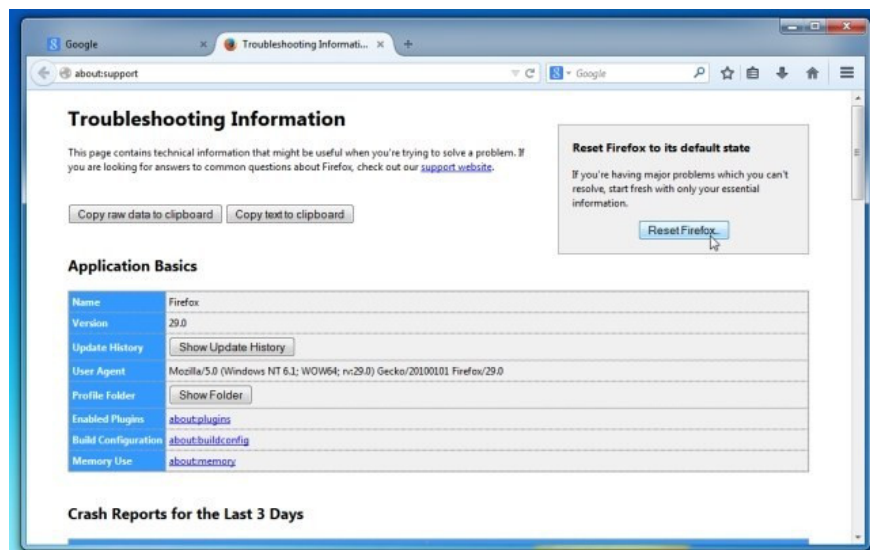 Google
Troubleshooting Informati...
about:support
Google
Troubleshooting Information
This page contains technical information that might be useful when you're trying to solve a problem. If
you are looking for answers to common questions about Firefox, check out our support website.
Copy raw data to clipboard Copy text to clipboard
Reset Firefox to its default state
If you're having major problems which you can't
resolve, start fresh with only your essential
information.
Reset Firefox...
Application Basics
Name Firefox
Version 29.0
Update History Show Update History
User Agent Mozilla/5.0 (Windows NT 6.1; WOW64; rv:29.0) Gecko/20100101 Firefox/29.0
Profile Folder Show Folder
Enabled Plugins about:plugins
Build Configuration about:buildconfig
Memory Use about:memory
Crash Reports for the Last 3 Days